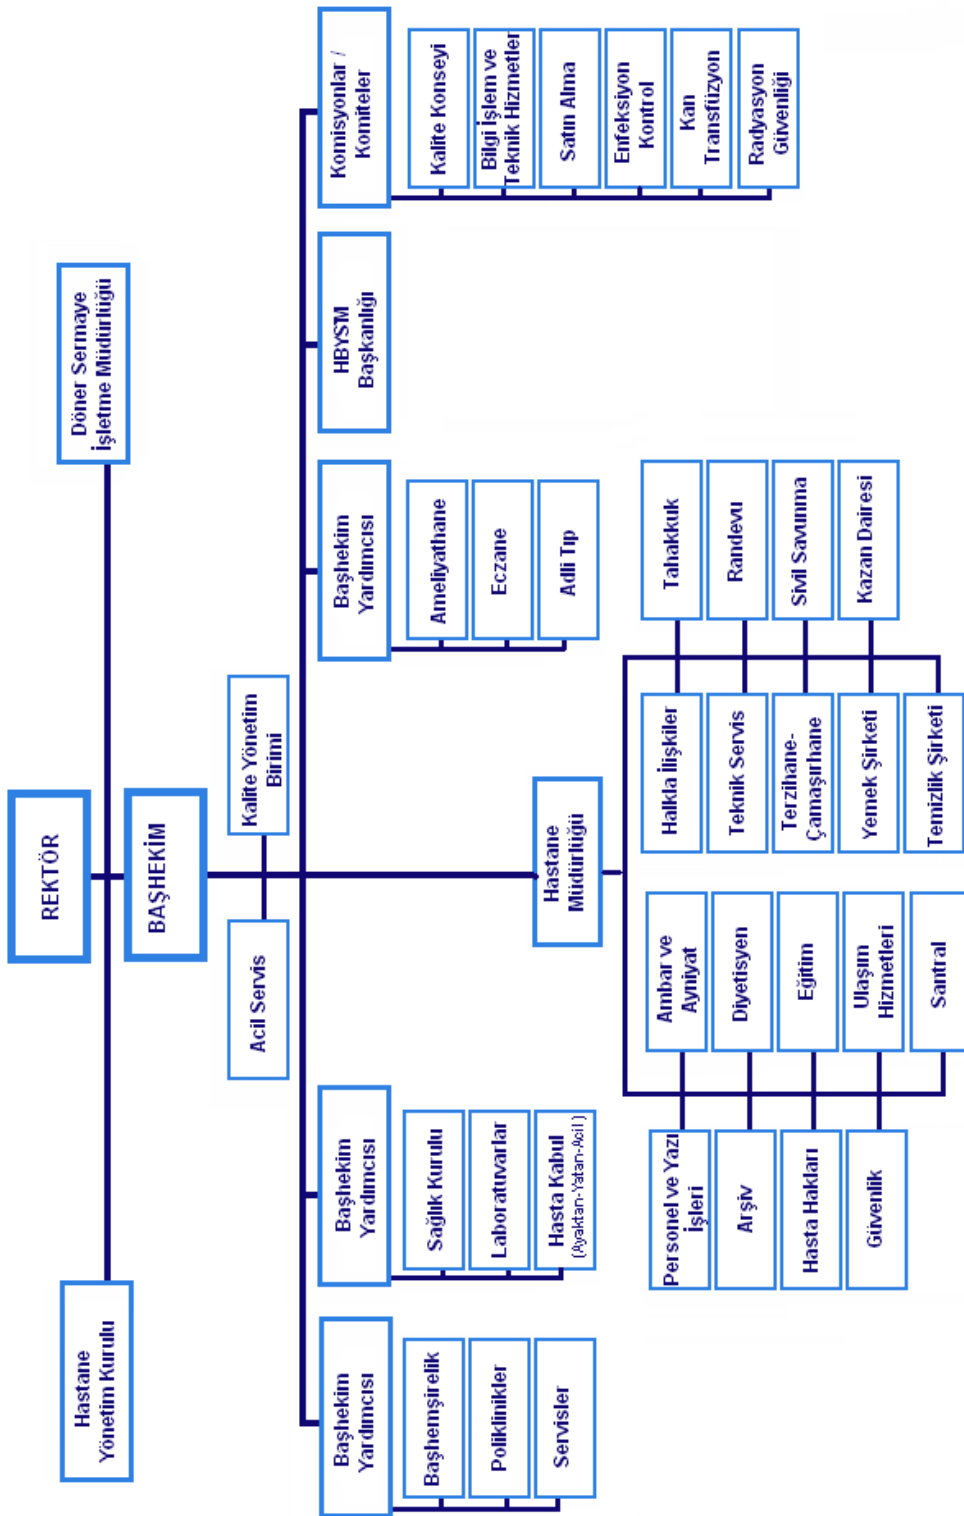 REKTÖR
Hastane
Yönetim Kurulu
Döner Sermaye
İşletme Müdürlüğü
BAŞHEKİM
Acil Servis
Kalite Yönetim
Birimi
Başhekim
Yardımcısı
Başhemşirelik
Poliklinikler
Servisler
Başhekim
Yardımcısı
Sağlık Kurulu
Laboratuvarlar
Hasta Kabul
(Ayaktan-Yatan-Acil)
Hastane
Müdürlüğü
Başhekim
Yardımcısı
Ameliyathane
Eczane
Adli Tıp
HBYSTM
Başkanlığı
Komisyonlar /
Komiteler
Kalite Konseyi
Bilgi İşlem ve
Teknik Hizmetler
Satın Alma
Enfeksiyon
Kontrol
Kan
Transfüzyon
Radyasyon
Güvenliği
Personel ve Yazı
İşleri
Ambar ve
Ayniyat
Halkla İlişkiler
Tahakkuk
Arşiv
Diyetisyen
Teknik Servis
Randevu
Hasta Hakları
Eğitim
Terzihane-
Çamaşırhane
Sivil Savunma
Güvenlik
Ulaşım
Hizmetleri
Yemek Şirketi
Kazan Dairesi
Santral
Temizlik Şirketi